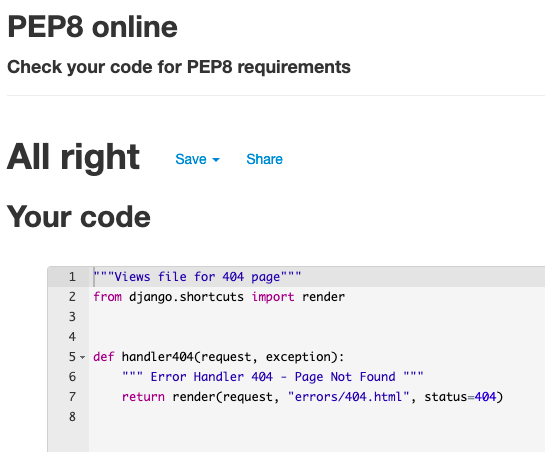 PEP8 online
Check your code for PEP8 requirements
All right Save Share
Your code
1 """Views file for 404 page"""
2 from django.shortcuts import render
3
4
5 def handler404(request, exception):
6     """ Error Handler 404 - Page Not Found """
7     return render(request, "errors/404.html", status=404)
8